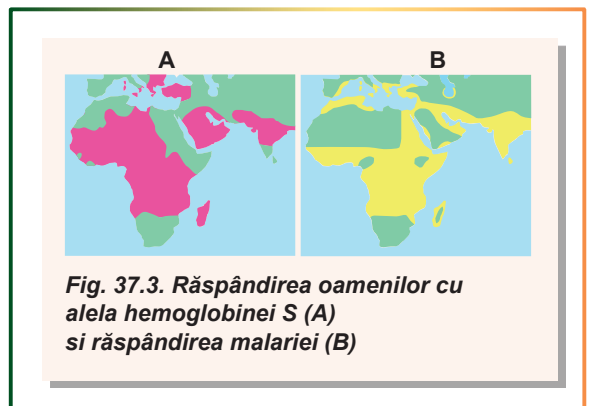 A B
Fig. 37.3. Răspândirea oamenilor cu
alela hemoglobinei S (A)
si răspândirea malariei (B)